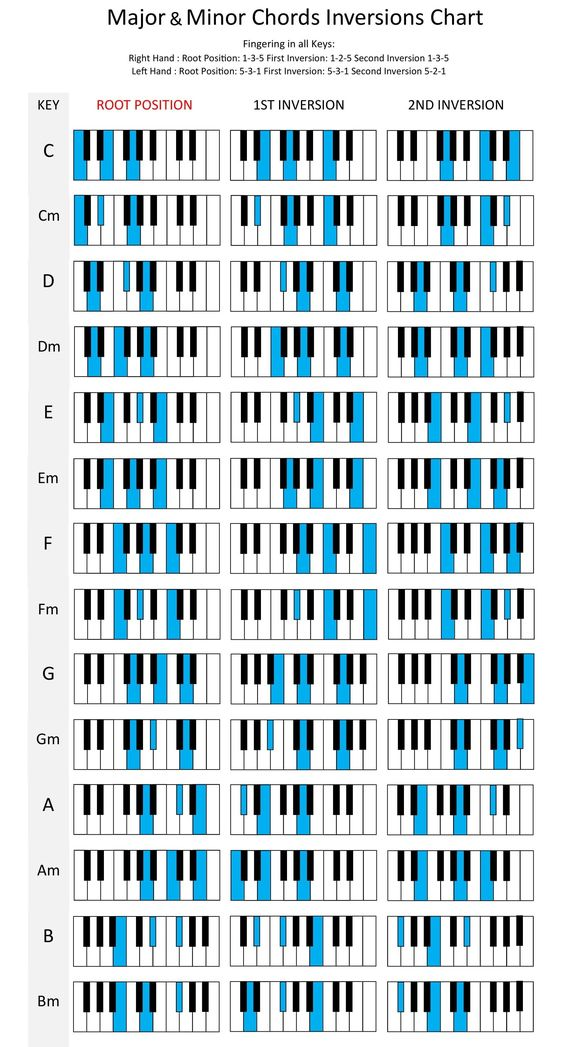 Major & Minor Chords Inversions Chart
Fingering in all Keys:
Right Hand : Root Position: 1-3-5 First Inversion: 1-2-5 Second Inversion 1-3-5
Left Hand : Root Position: 5-3-1 First Inversion: 5-3-1 Second Inversion 5-2-1
KEY ROOT POSITION 1ST INVERSION 2ND INVERSION
C
Cm
D
Dm
E
Em
F
Fm
G
Gm
A
Am
B
Bm